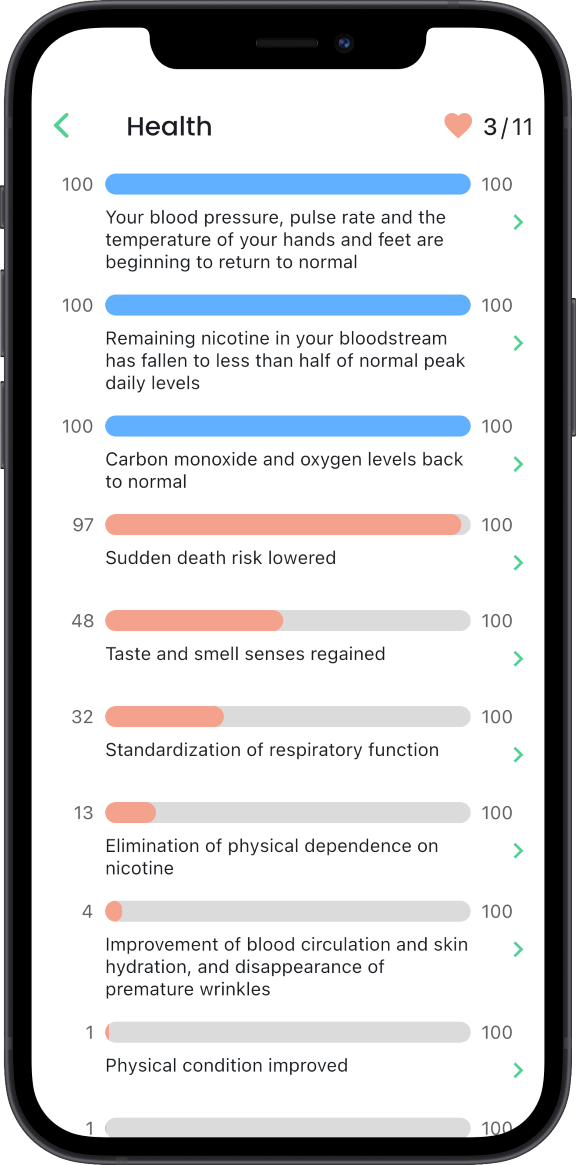 Health
3/11
100 100
Your blood pressure, pulse rate and the
temperature of your hands and feet are
beginning to return to normal
100 100
Remaining nicotine in your bloodstream
has fallen to less than half of normal peak
daily levels
100 100
Carbon monoxide and oxygen levels back
to normal
97 100
Sudden death risk lowered
48 100
Taste and smell senses regained
32 100
Standardization of respiratory function
13 100
Elimination of physical dependence on
nicotine
4 100
Improvement of blood circulation and skin
hydration, and disappearance of
premature wrinkles
1 100
Physical condition improved
1 100